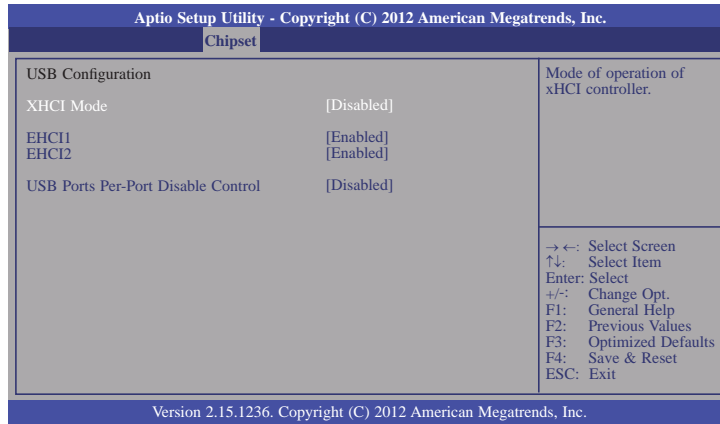 Aptio Setup Utility - Copyright (C) 2012 American Megatrends, Inc.
Chipset
USB Configuration
XHCI Mode [Disabled]
EHCI1 [Enabled]
EHCI2 [Enabled]
USB Ports Per-Port Disable Control [Disabled]
Mode of operation of
xHCI controller.
→ ←: Select Screen
↑↓: Select Item
Enter: Select
+/-: Change Opt.
F1: General Help
F2: Previous Values
F3: Optimized Defaults
F4: Save & Reset
ESC: Exit
Version 2.15.1236. Copyright (C) 2012 American Megatrends, Inc.